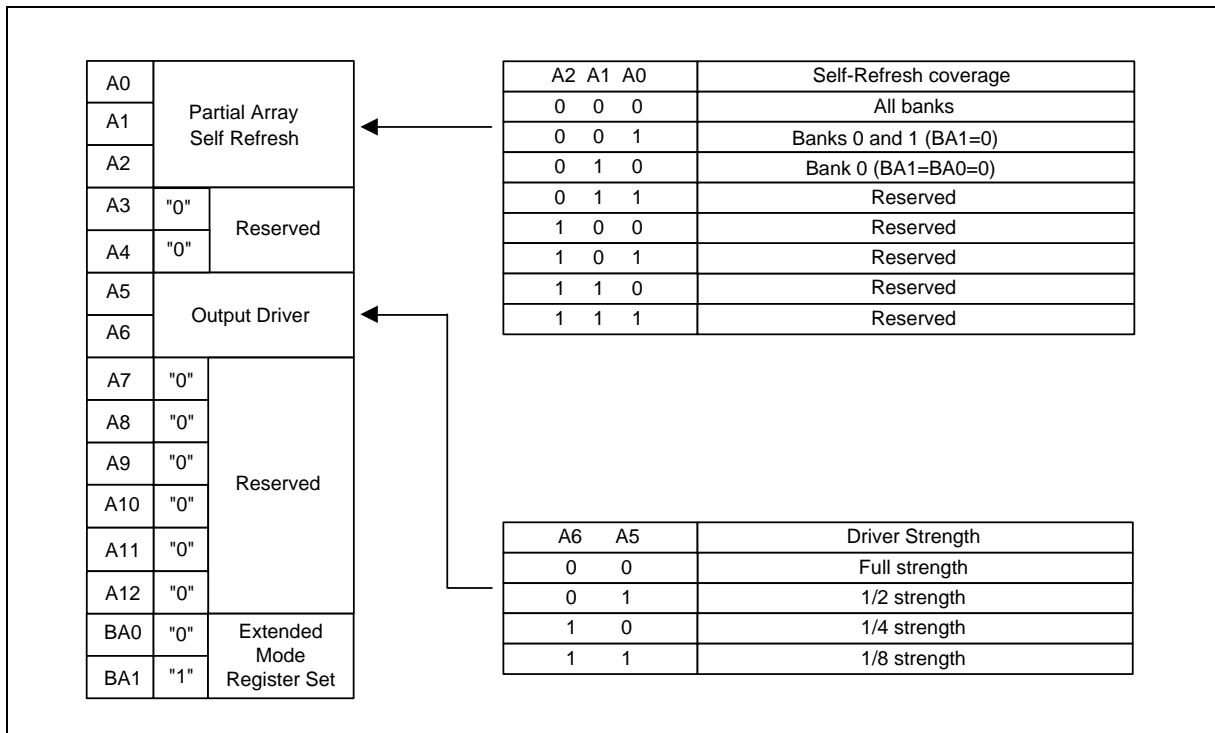 A0
A1
A2
Partial Array
Self Refresh
A3 "0"
A4 "0"
Reserved
A5
A6
Output Driver
A7 "0"
A8 "0"
A9 "0"
A10 "0"
A11 "0"
A12 "0"
Reserved
BA0 "0"
BA1 "1"
Extended
Mode
Register Set
A2 A1 A0 Self-Refresh coverage
0 0 0 All banks
0 0 1 Banks 0 and 1 (BA1=0)
0 1 0 Bank 0 (BA1=BA0=0)
0 1 1 Reserved
1 0 0 Reserved
1 0 1 Reserved
1 1 0 Reserved
1 1 1 Reserved
A6 A5 Driver Strength
0 0 Full strength
0 1 1/2 strength
1 0 1/4 strength
1 1 1/8 strength